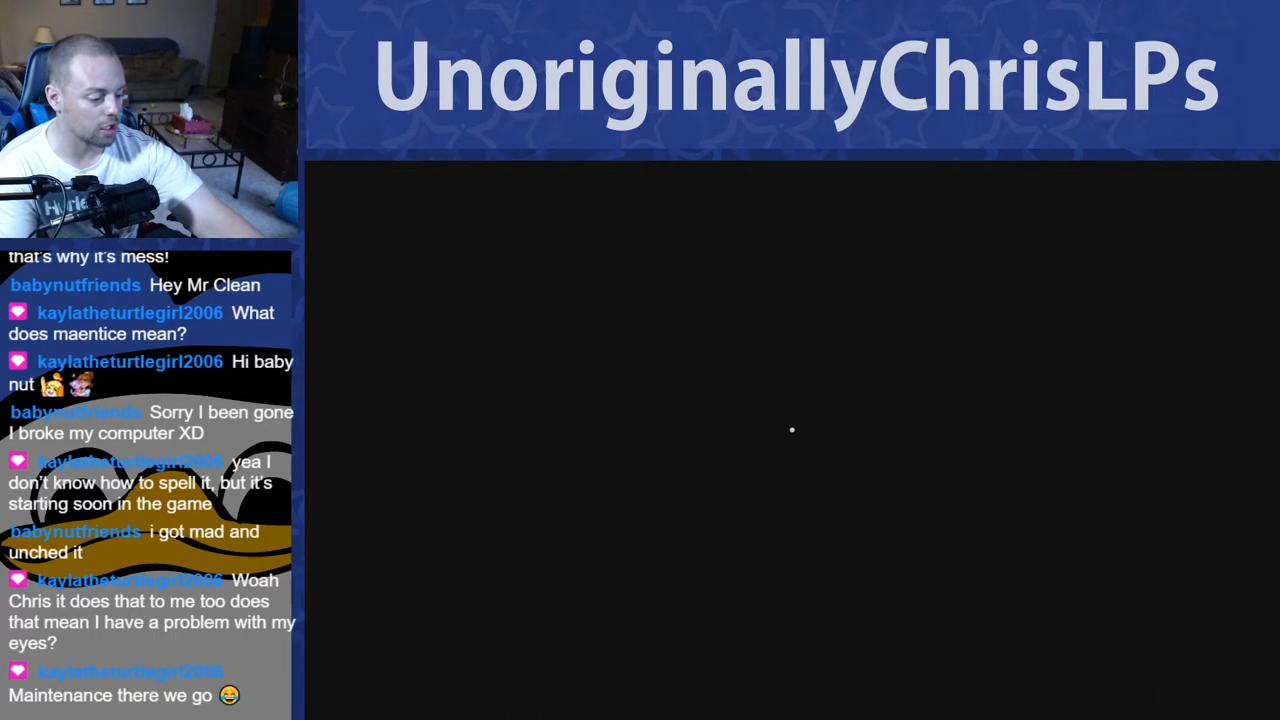 UnoriginallyChrisLPs
Hurley
that's why it's mess!
babynutfriends Hey Mr Clean
kaylatheturtlegirl2006 What
does maentice mean?
kaylatheturtlegirl2006 Hi baby
nut
babynutfriends Sorry I been gone
I broke my computer XD
kaylatheturtlegirl2006 yea I
don't know how to spell it, but it's
starting soon in the game
babynutfriends i got mad and
unched it
kaylatheturtlegirl2006 Woah
Chris it does that to me too does
that mean I have a problem with my
eyes?
kaylatheturtlegirl2006
Maintenance there we go 😂